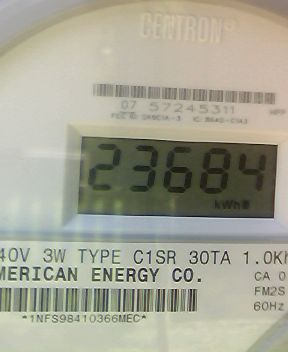 CENTRON®
07 57245311
23684
kWh
40V 3W TYPE C1SR 30TA 1.0Kh
MERICAN ENERGY CO.
CA 0
FM2S
60Hz
*1NFS98410366MEC*